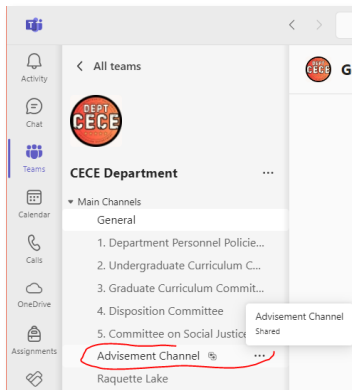 Activity
Chat
Teams
Calendar
Calls
OneDrive
Assignments
All teams
DEPT
CECE
CECE Department
...
Main Channels
General
1. Department Personnel Policie...
2. Undergraduate Curriculum C...
3. Graduate Curriculum Commit...
4. Disposition Committee
5. Committee on Social Justice
Advisement Channel
...
Raquette Lake
Advisement Channel
Shared
DEPT
CECE
G